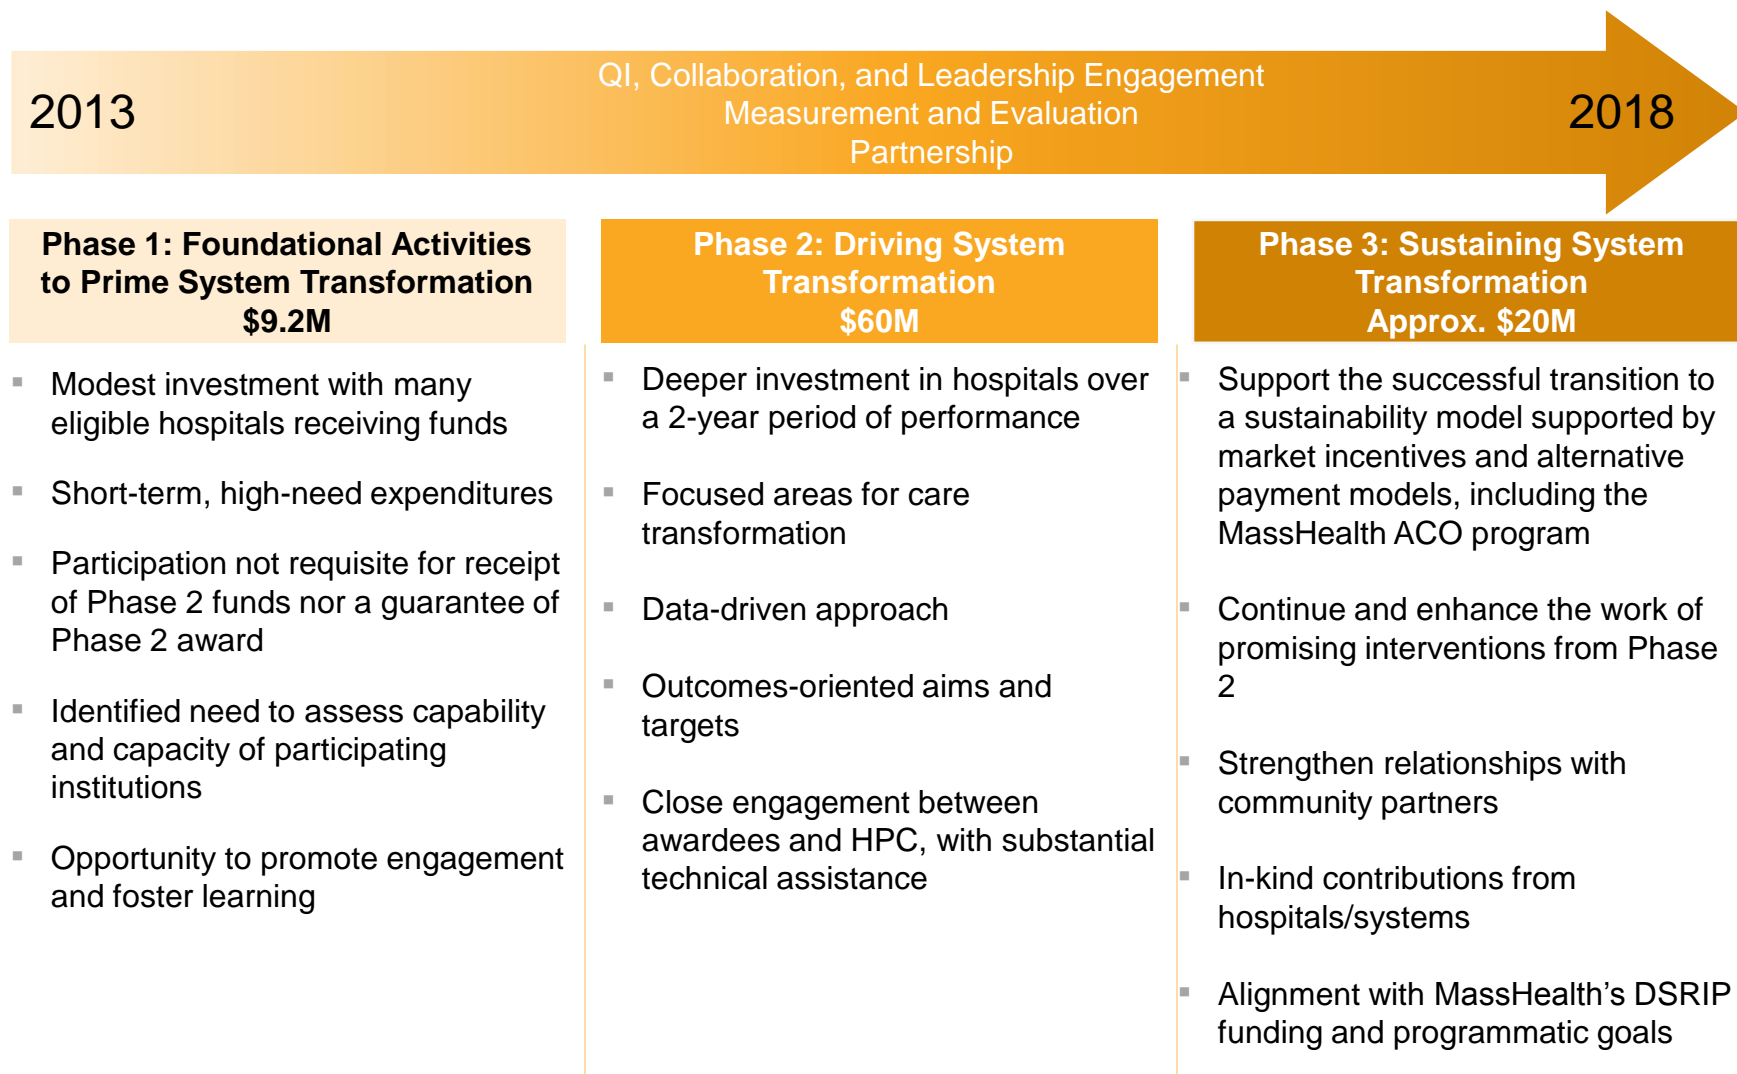 2013
QI, Collaboration, and Leadership Engagement
Measurement and Evaluation
Partnership
2018
Phase 1: Foundational Activities
to Prime System Transformation
$9.2M
▪ Modest investment with many
eligible hospitals receiving funds
▪ Short-term, high-need expenditures
▪ Participation not requisite for receipt
of Phase 2 funds nor a guarantee of
Phase 2 award
▪ Identified need to assess capability
and capacity of participating
institutions
▪ Opportunity to promote engagement
and foster learning
Phase 2: Driving System
Transformation
$60M
▪ Deeper investment in hospitals over
a 2-year period of performance
▪ Focused areas for care
transformation
▪ Data-driven approach
▪ Outcomes-oriented aims and
targets
▪ Close engagement between
awardees and HPC, with substantial
technical assistance
Phase 3: Sustaining System
Transformation
Approx. $20M
▪ Support the successful transition to
a sustainability model supported by
market incentives and alternative
payment models, including the
MassHealth ACO program
▪ Continue and enhance the work of
promising interventions from Phase
2
▪ Strengthen relationships with
community partners
▪ In-kind contributions from
hospitals/systems
▪ Alignment with MassHealth’s DSRIP
funding and programmatic goals